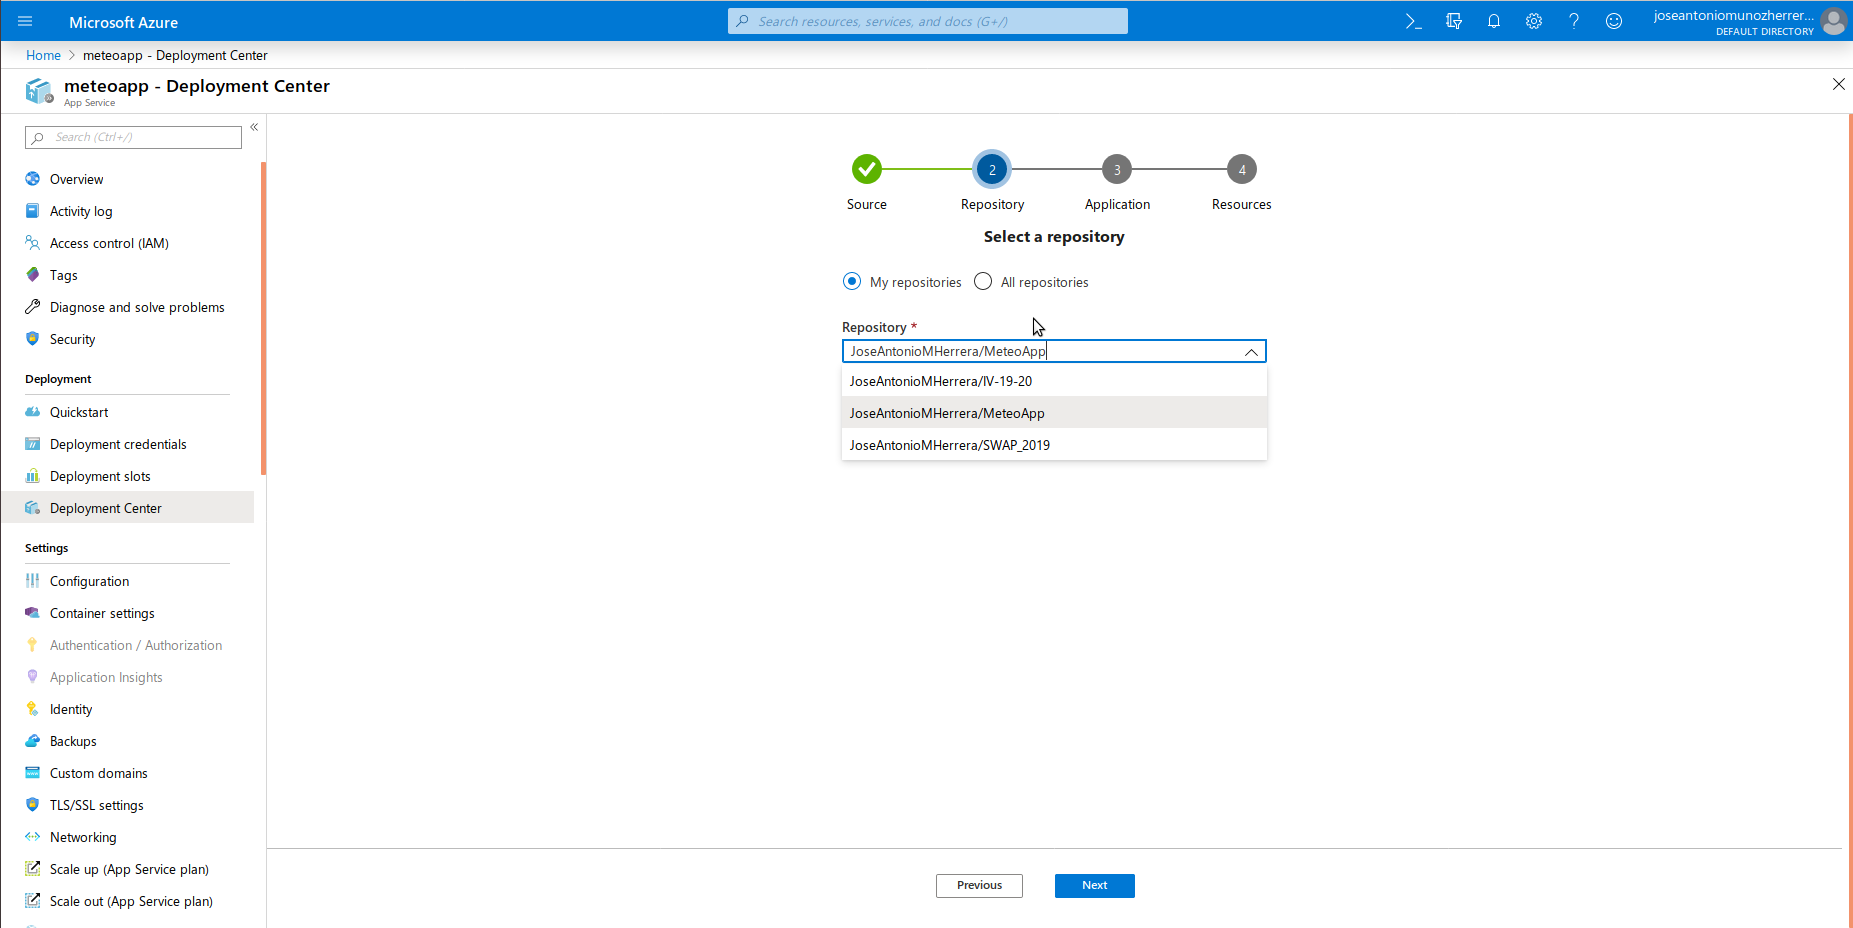 Microsoft Azure
Search resources, services, and docs (G+/)
joseantoniomunozherrer...
DEFAULT DIRECTORY
Home > meteoapp - Deployment Center
meteoapp - Deployment Center
App Service
Search (Ctrl+/)
Overview
Activity log
Access control (IAM)
Tags
Diagnose and solve problems
Security
Deployment
Quickstart
Deployment credentials
Deployment slots
Deployment Center
Settings
Configuration
Container settings
Authentication / Authorization
Application Insights
Identity
Backups
Custom domains
TLS/SSL settings
Networking
Scale up (App Service plan)
Scale out (App Service plan)
2
3
4
Source
Repository
Application
Resources
Select a repository
My repositories
All repositories
Repository *
JoseAntonioMHerrera/MeteoApp
JoseAntonioMHerrera/IV-19-20
JoseAntonioMHerrera/MeteoApp
JoseAntonioMHerrera/SWAP_2019
Previous
Next